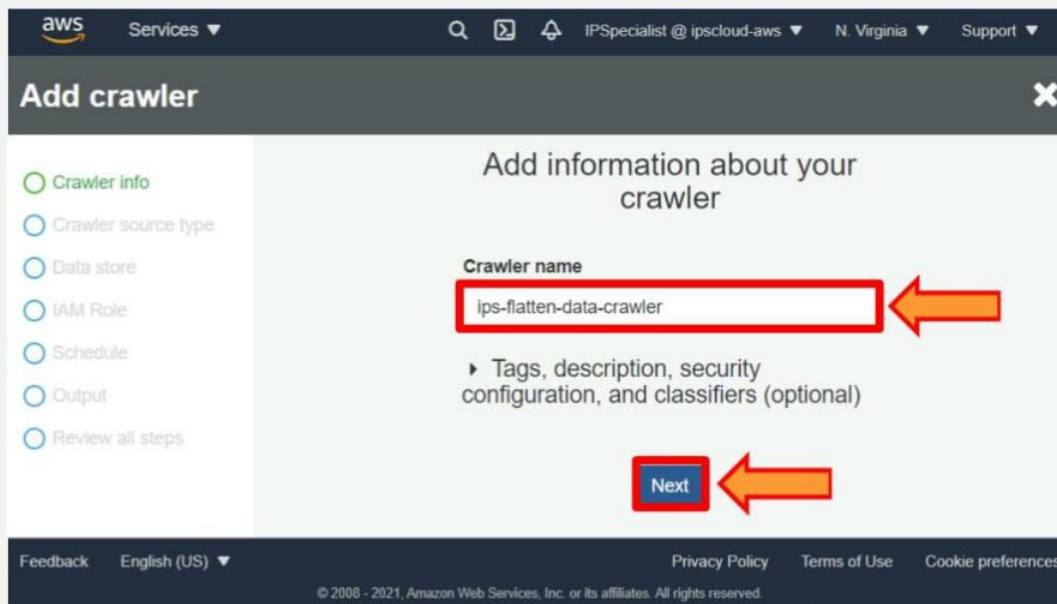 aws Services ▼ IPSpecialist @ ipscloud-aws ▼ N. Virginia ▼ Support ▼
Add crawler
Crawler info
Crawler source type
Data store
IAM Role
Schedule
Output
Review all steps
Add information about your
crawler
Crawler name
ips-flatten-data-crawler
Tags, description, security
configuration, and classifiers (optional)
Next
Feedback English (US) ▼ Privacy Policy Terms of Use Cookie preferences
© 2008 - 2021, Amazon Web Services, Inc. or its affiliates. All rights reserved.